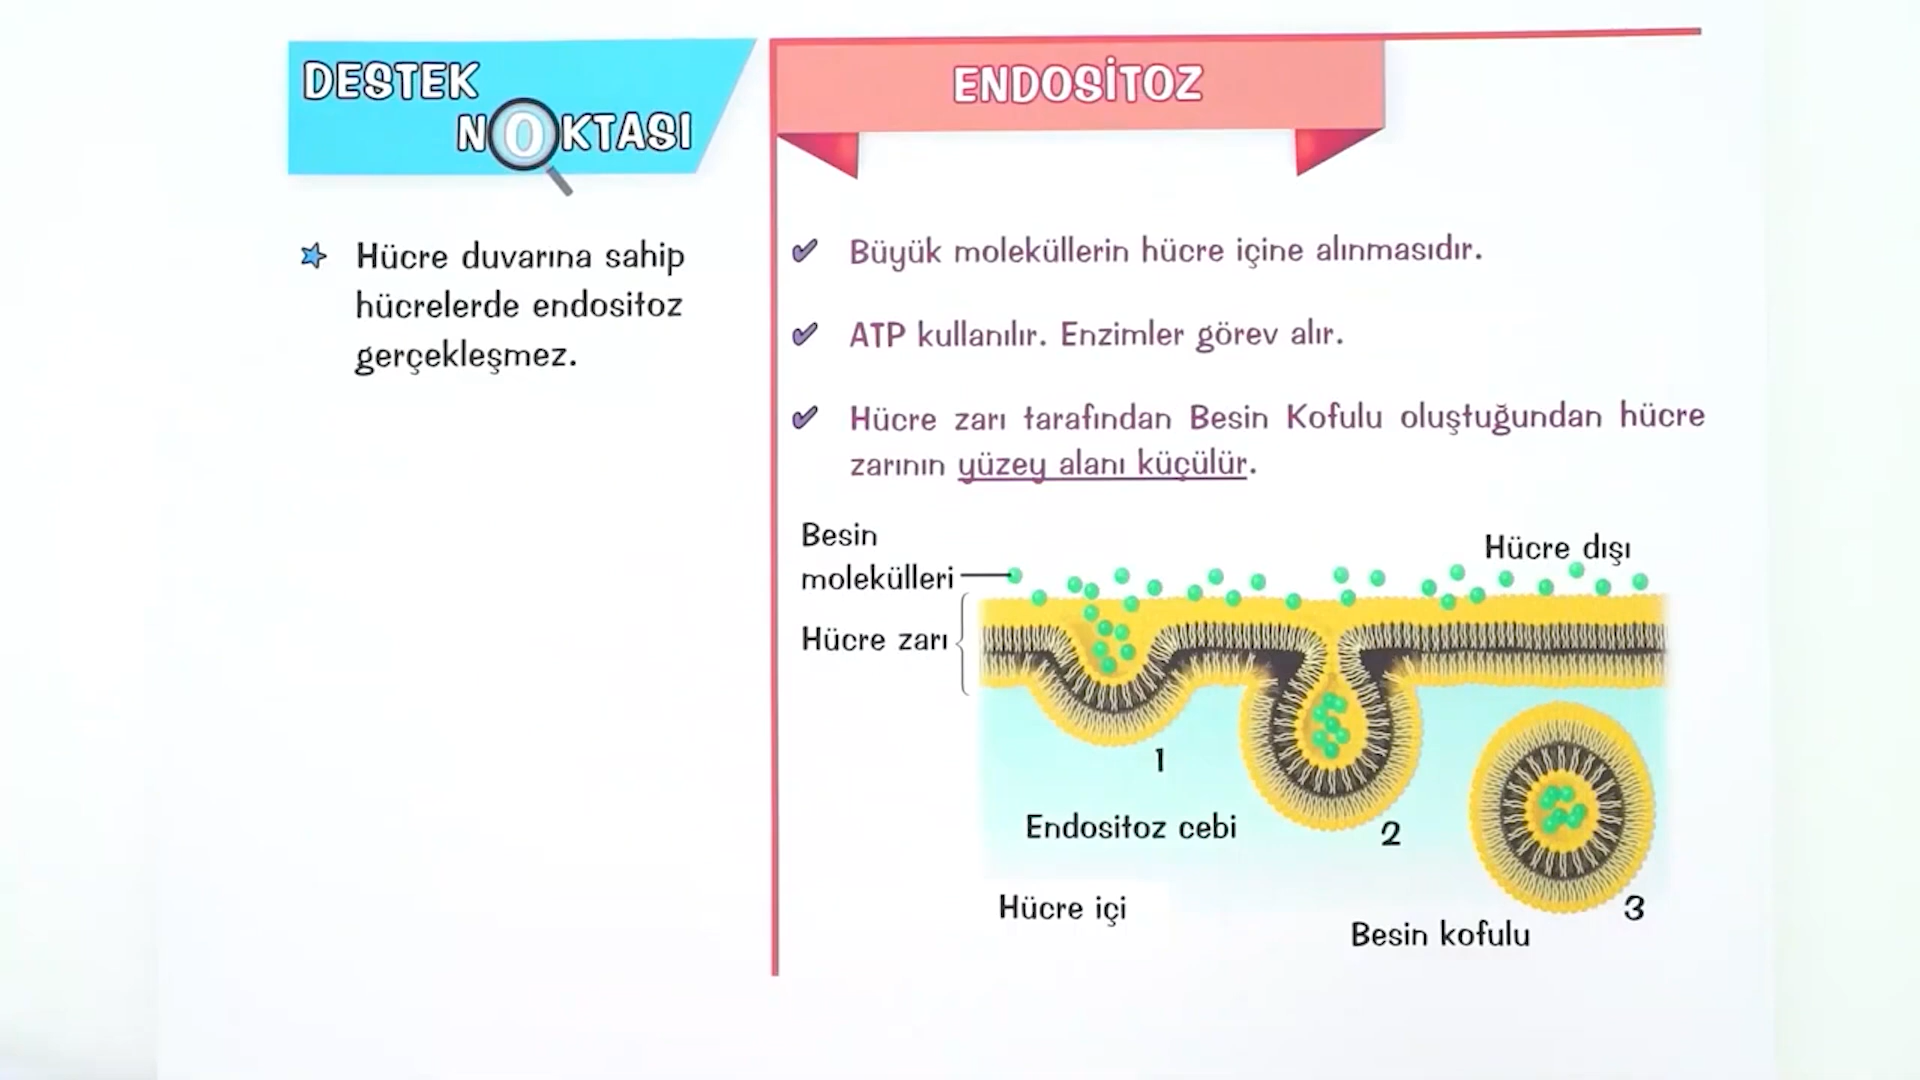 DESTEK
NOKTASI
Hücre duvarına sahip
hücrelerde endositoz
gerçekleşmez.
ENDOSİTOZ
Büyük moleküllerin hücre içine alınmasıdır.
ATP kullanılır. Enzimler görev alır.
Hücre zarı tarafından Besin Kofulu oluştuğundan hücre
zarının yüzey alanı küçülür.
Besin
molekülleri
Hücre dışı
Hücre zarı
1
Endositoz cebi
2
Hücre içi
3
Besin kofulu